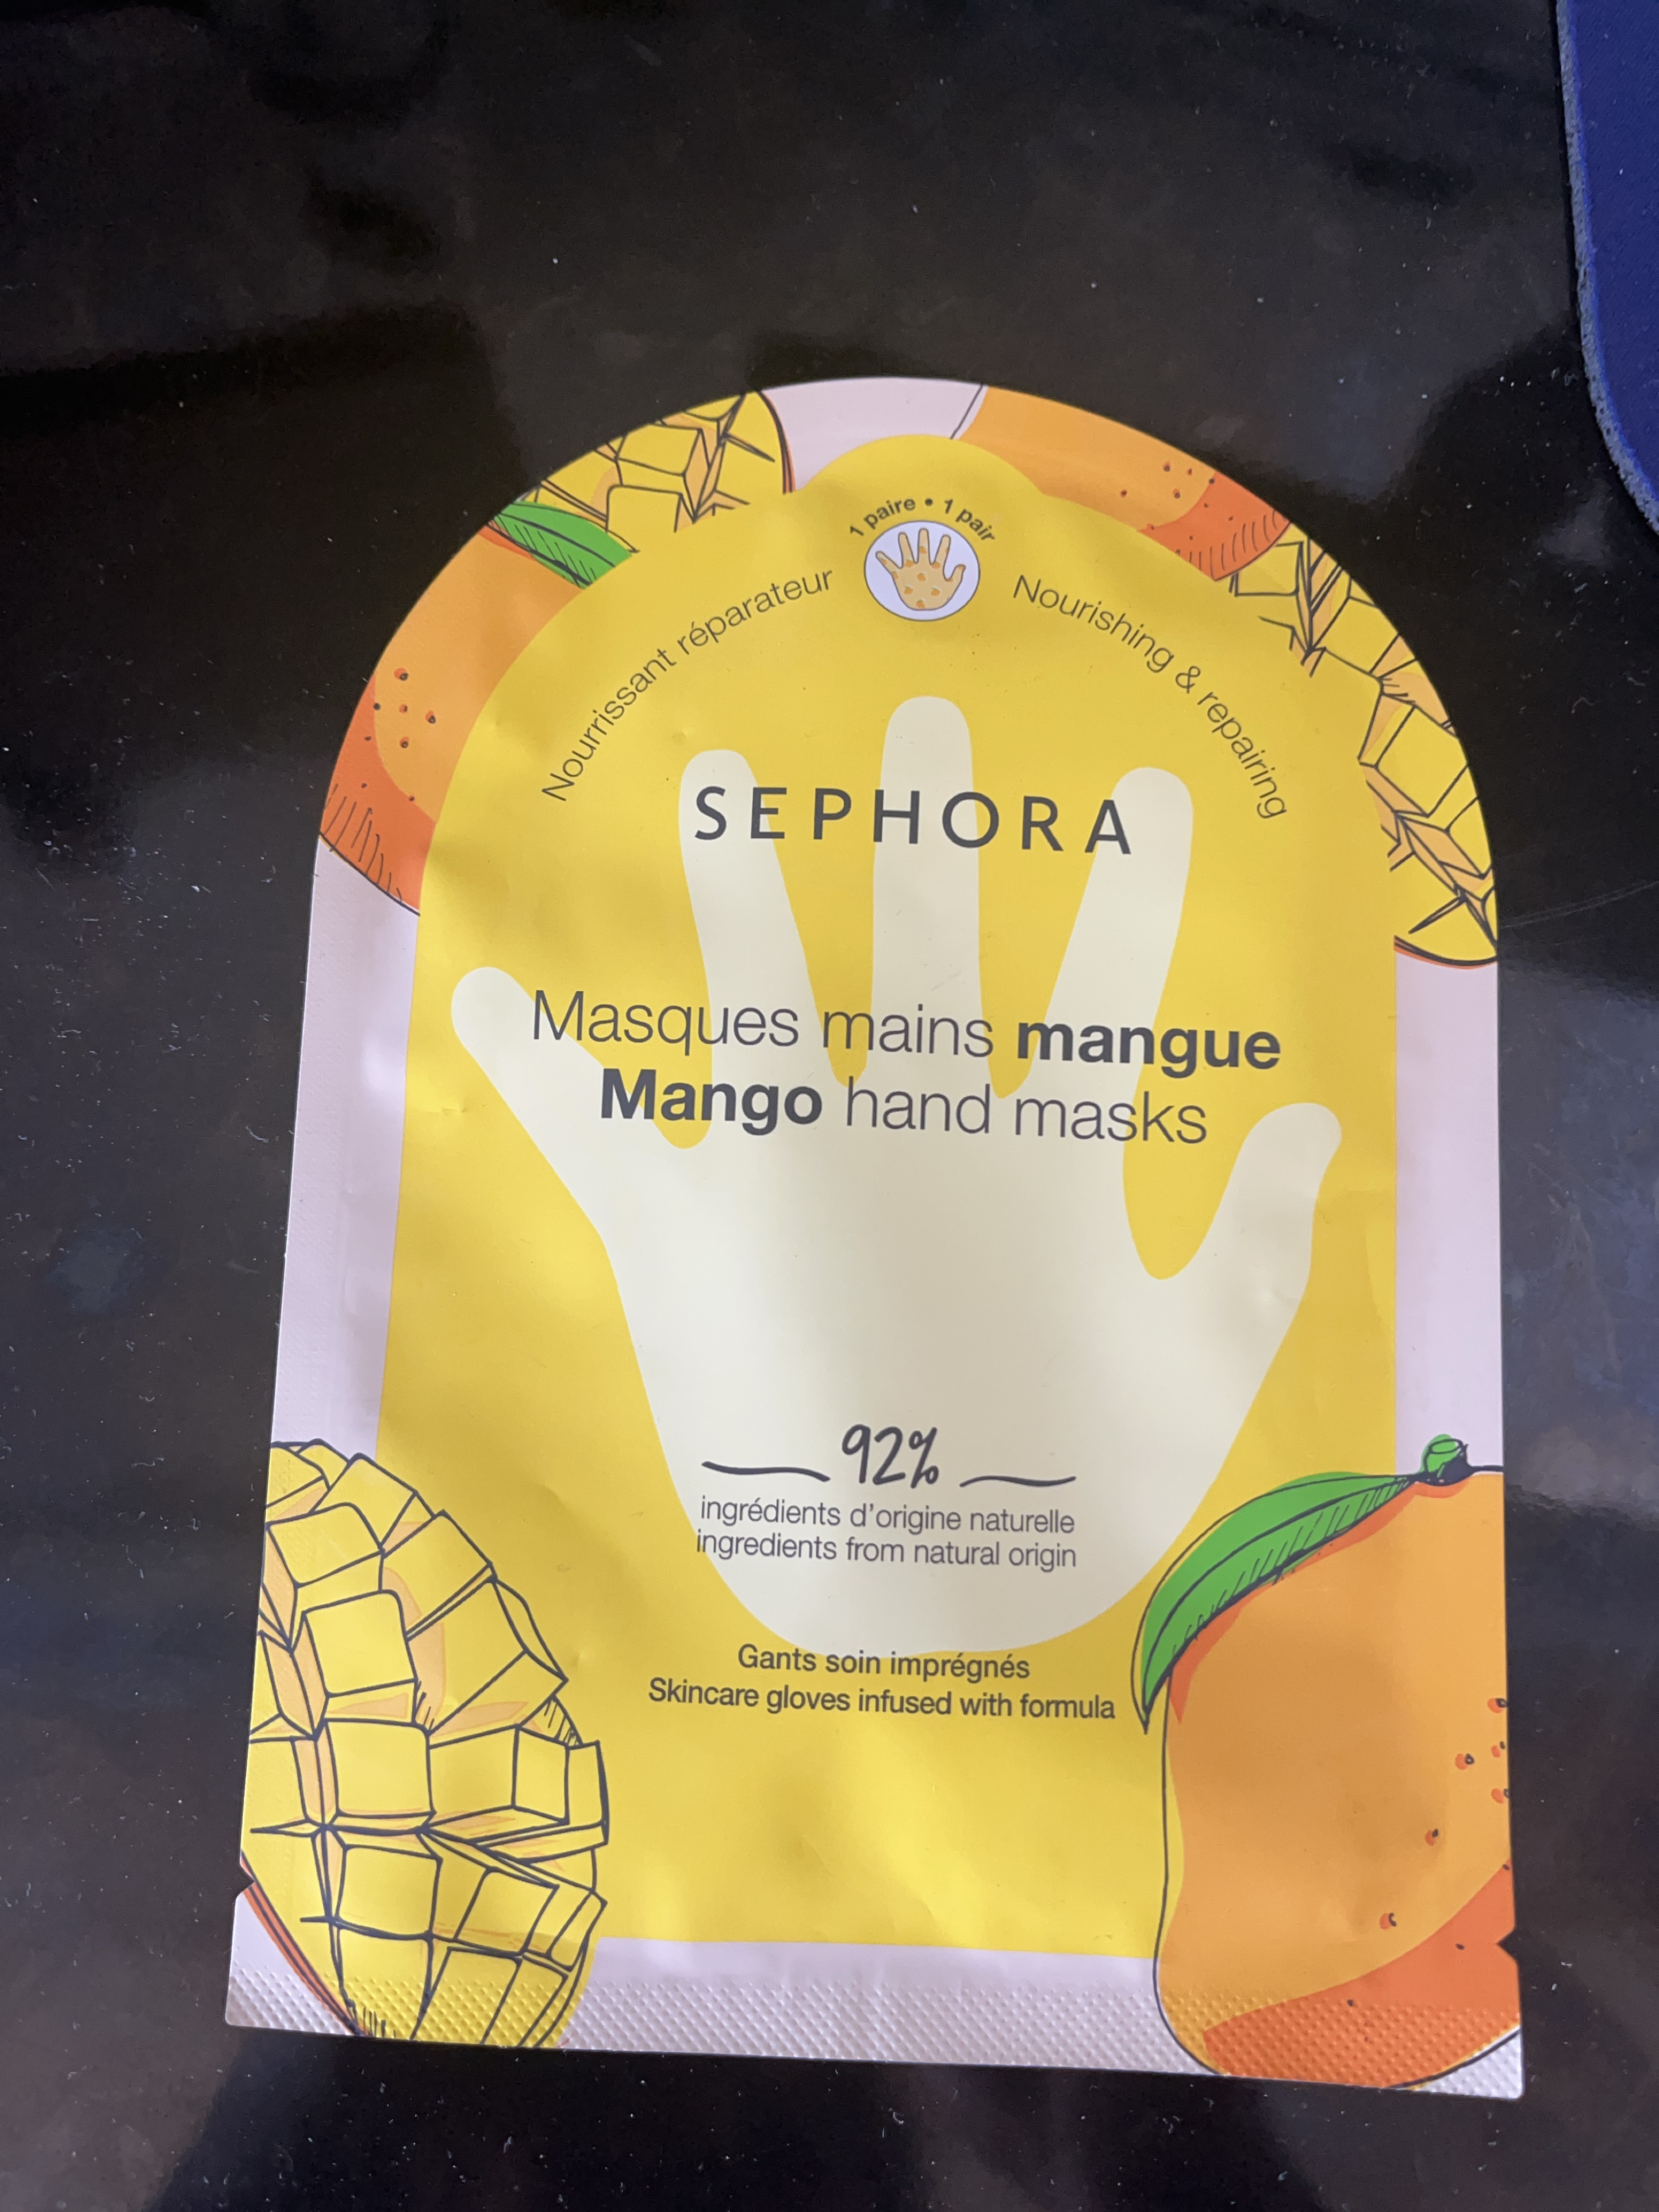 1 paire • 1 pair
Nourrissant réparateur
Nourishing & repairing
SEPHORA
Masques mains mangue
Mango hand masks
92%
ingrédients d'origine naturelle
ingredients from natural origin
Gants soin imprégnés
Skincare gloves infused with formula